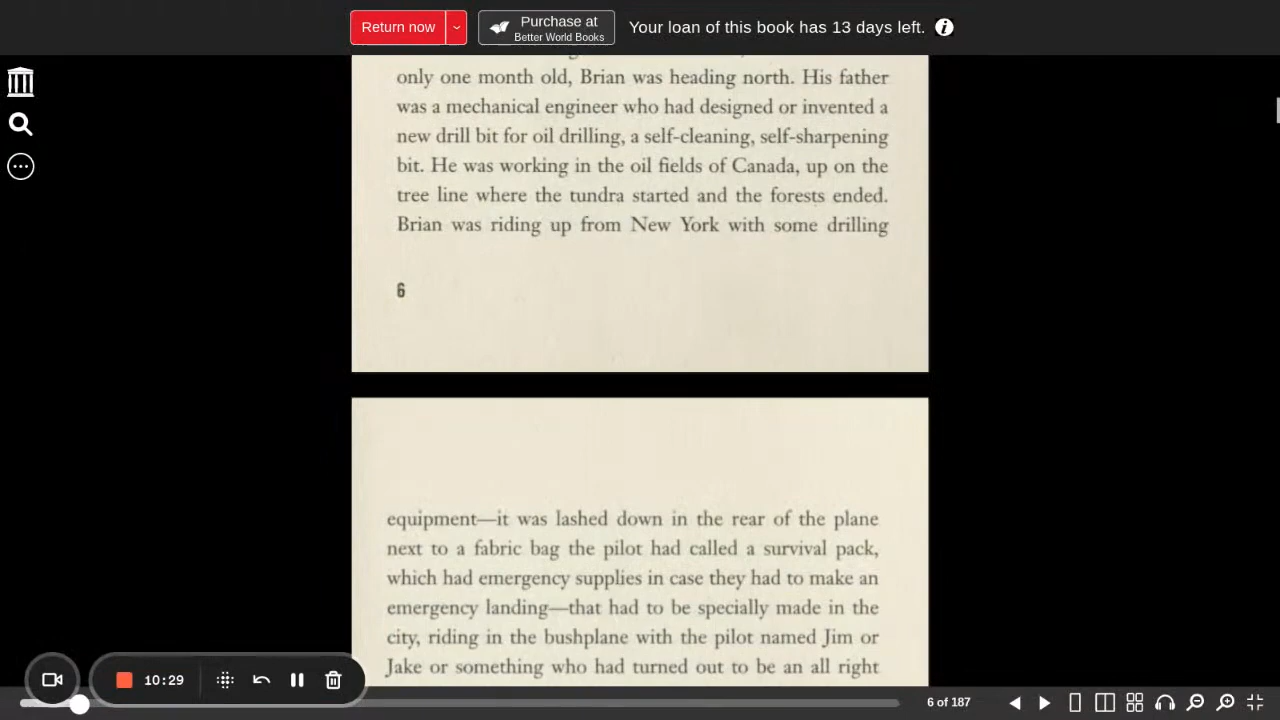 Return now
Purchase at
Better World Books
Your loan of this book has 13 days left.
only one month old, Brian was heading north. His father
was a mechanical engineer who had designed or invented a
new drill bit for oil drilling, a self-cleaning, self-sharpening
bit. He was working in the oil fields of Canada, up on the
tree line where the tundra started and the forests ended.
Brian was riding up from New York with some drilling
6
equipment—it was lashed down in the rear of the plane
next to a fabric bag the pilot had called a survival pack,
which had emergency supplies in case they had to make an
emergency landing—that had to be specially made in the
city, riding in the bushplane with the pilot named Jim or
Jake or something who had turned out to be an all right
10:29
6 of 187